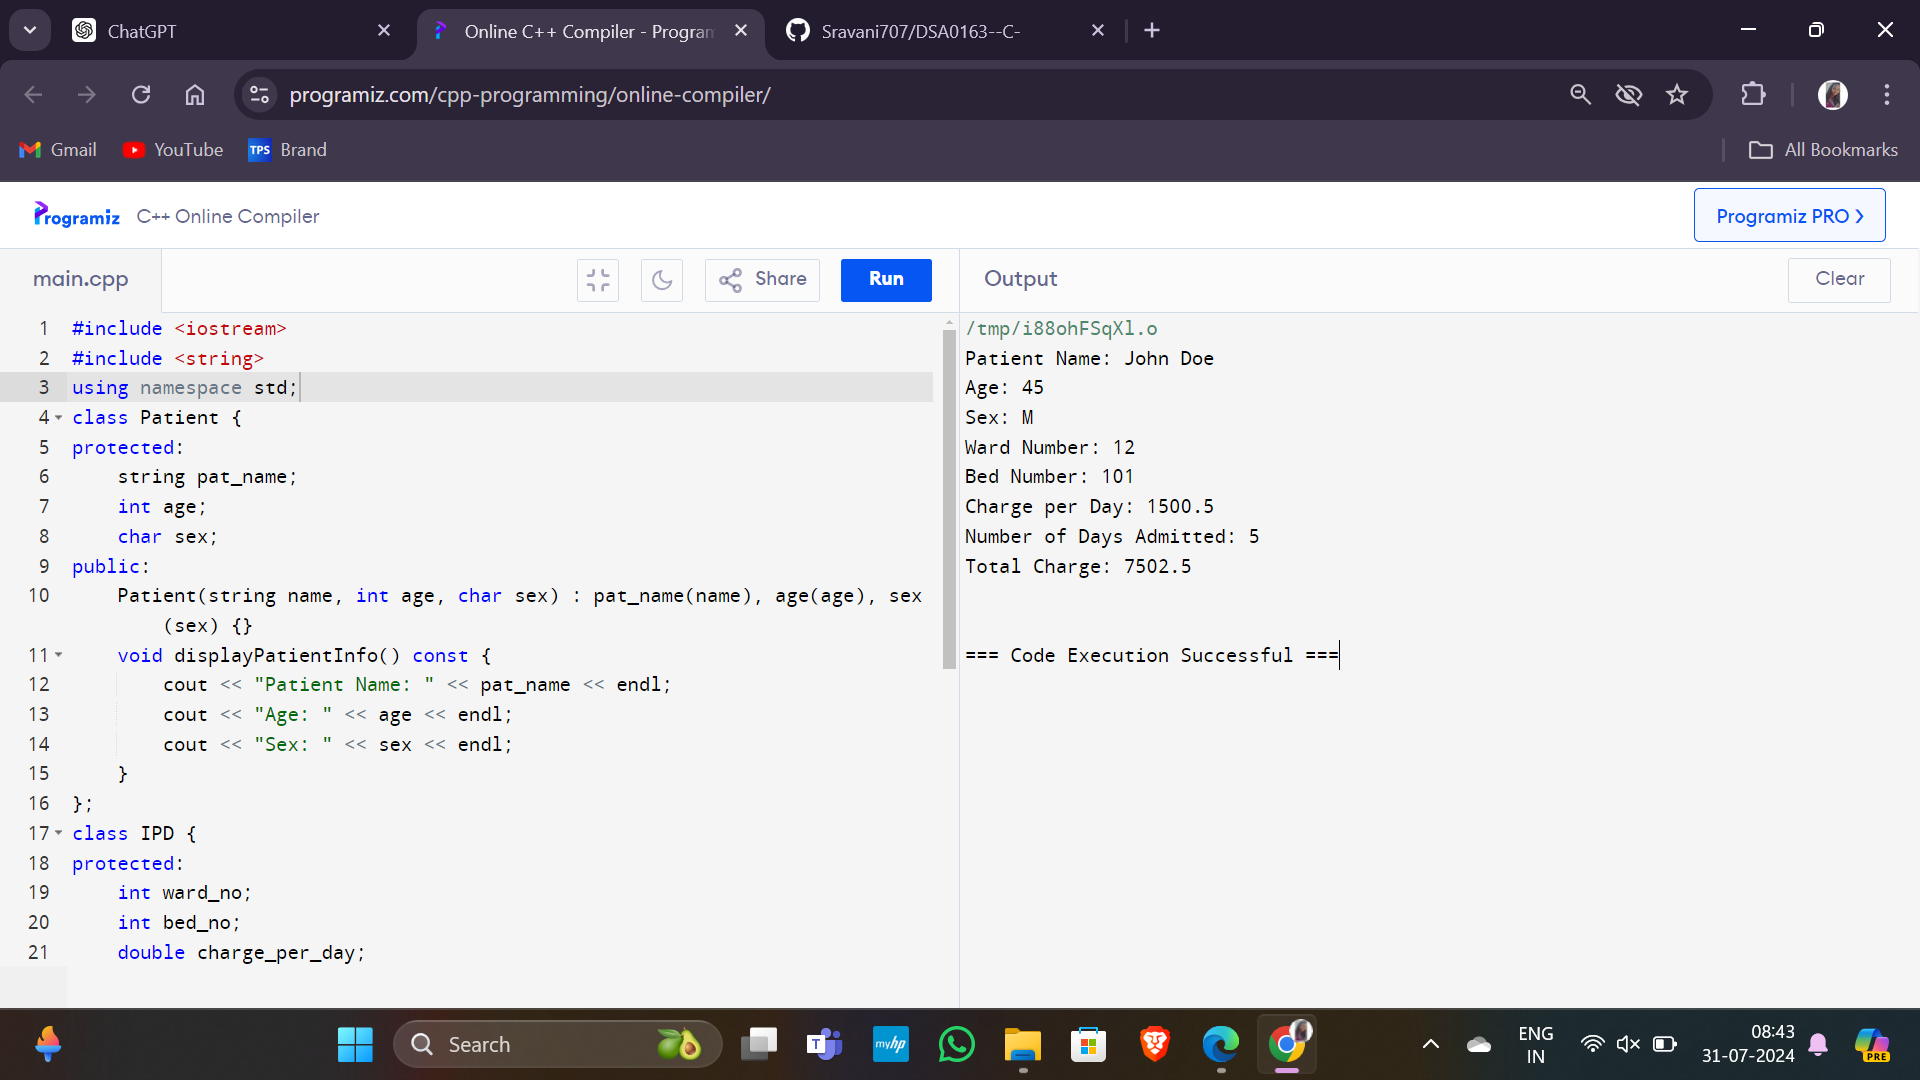 ChatGPT
Online C++ Compiler - Progran
Sravani707/DSA0163--C-
programiz.com/cpp-programming/online-compiler/
Gmail
YouTube
TPS
Brand
All Bookmarks
Programiz
C++ Online Compiler
Programiz PRO
main.cpp
Share
Run
Output
Clear
1 #include <iostream>
2 #include <string>
3 using namespace std;
4 class Patient {
5 protected:
6 string pat_name;
7 int age;
8 char sex;
9 public:
10 Patient(string name, int age, char sex) : pat_name(name), age(age), sex
(sex) {}
11 void displayPatientInfo() const {
12 cout << "Patient Name: " << pat_name << endl;
13 cout << "Age: " << age << endl;
14 cout << "Sex: " << sex << endl;
15 }
16 };
17 class IPD {
18 protected:
19 int ward_no;
20 int bed_no;
21 double charge_per_day;
/tmp/i88ohFSqXl.o
Patient Name: John Doe
Age: 45
Sex: M
Ward Number: 12
Bed Number: 101
Charge per Day: 1500.5
Number of Days Admitted: 5
Total Charge: 7502.5
=== Code Execution Successful ===
Search
T
myhp
ENG
IN
08:43
31-07-2024
PRE